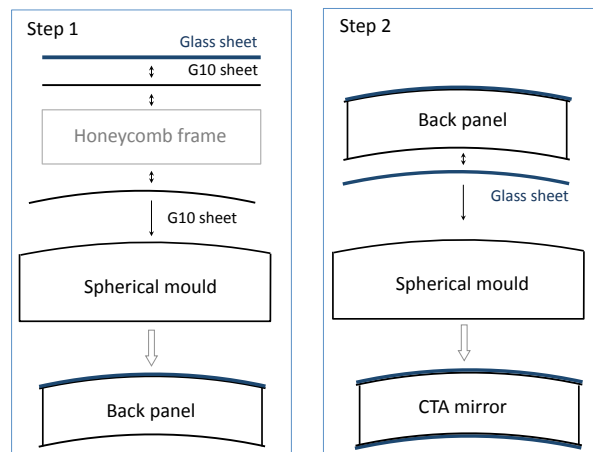 Step 1
Glass sheet
G10 sheet
Honeycomb frame
G10 sheet
Spherical mould
Back panel
Step 2
Back panel
Glass sheet
Spherical mould
CTA mirror